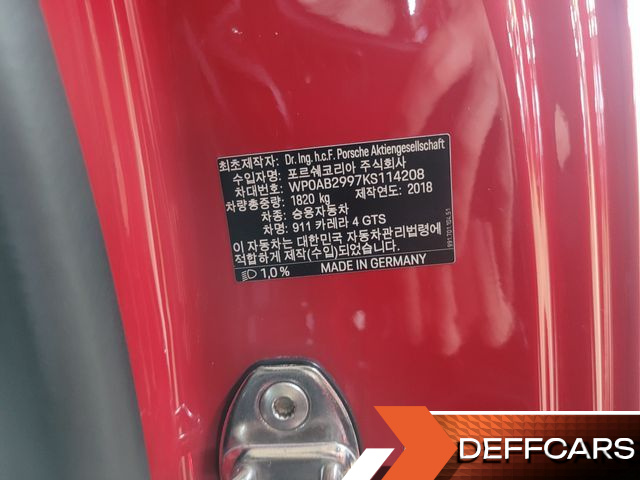 최초제작자: Dr. Ing. h.c.F. Porsche Aktiengesellschaft
수입자명: 포르쉐코리아 주식회사
차대번호: WP0AB2997KS114208
차량총중량: 1820 kg 제작연도: 2018
차종: 승용자동차
차명: 911 카레라 4 GTS
이 자동차는 대한민국 자동차관리법령에
적합하게 제작(수입)되었습니다.
1,0 % MADE IN GERMANY
991.701.104.51
DEFFCARS